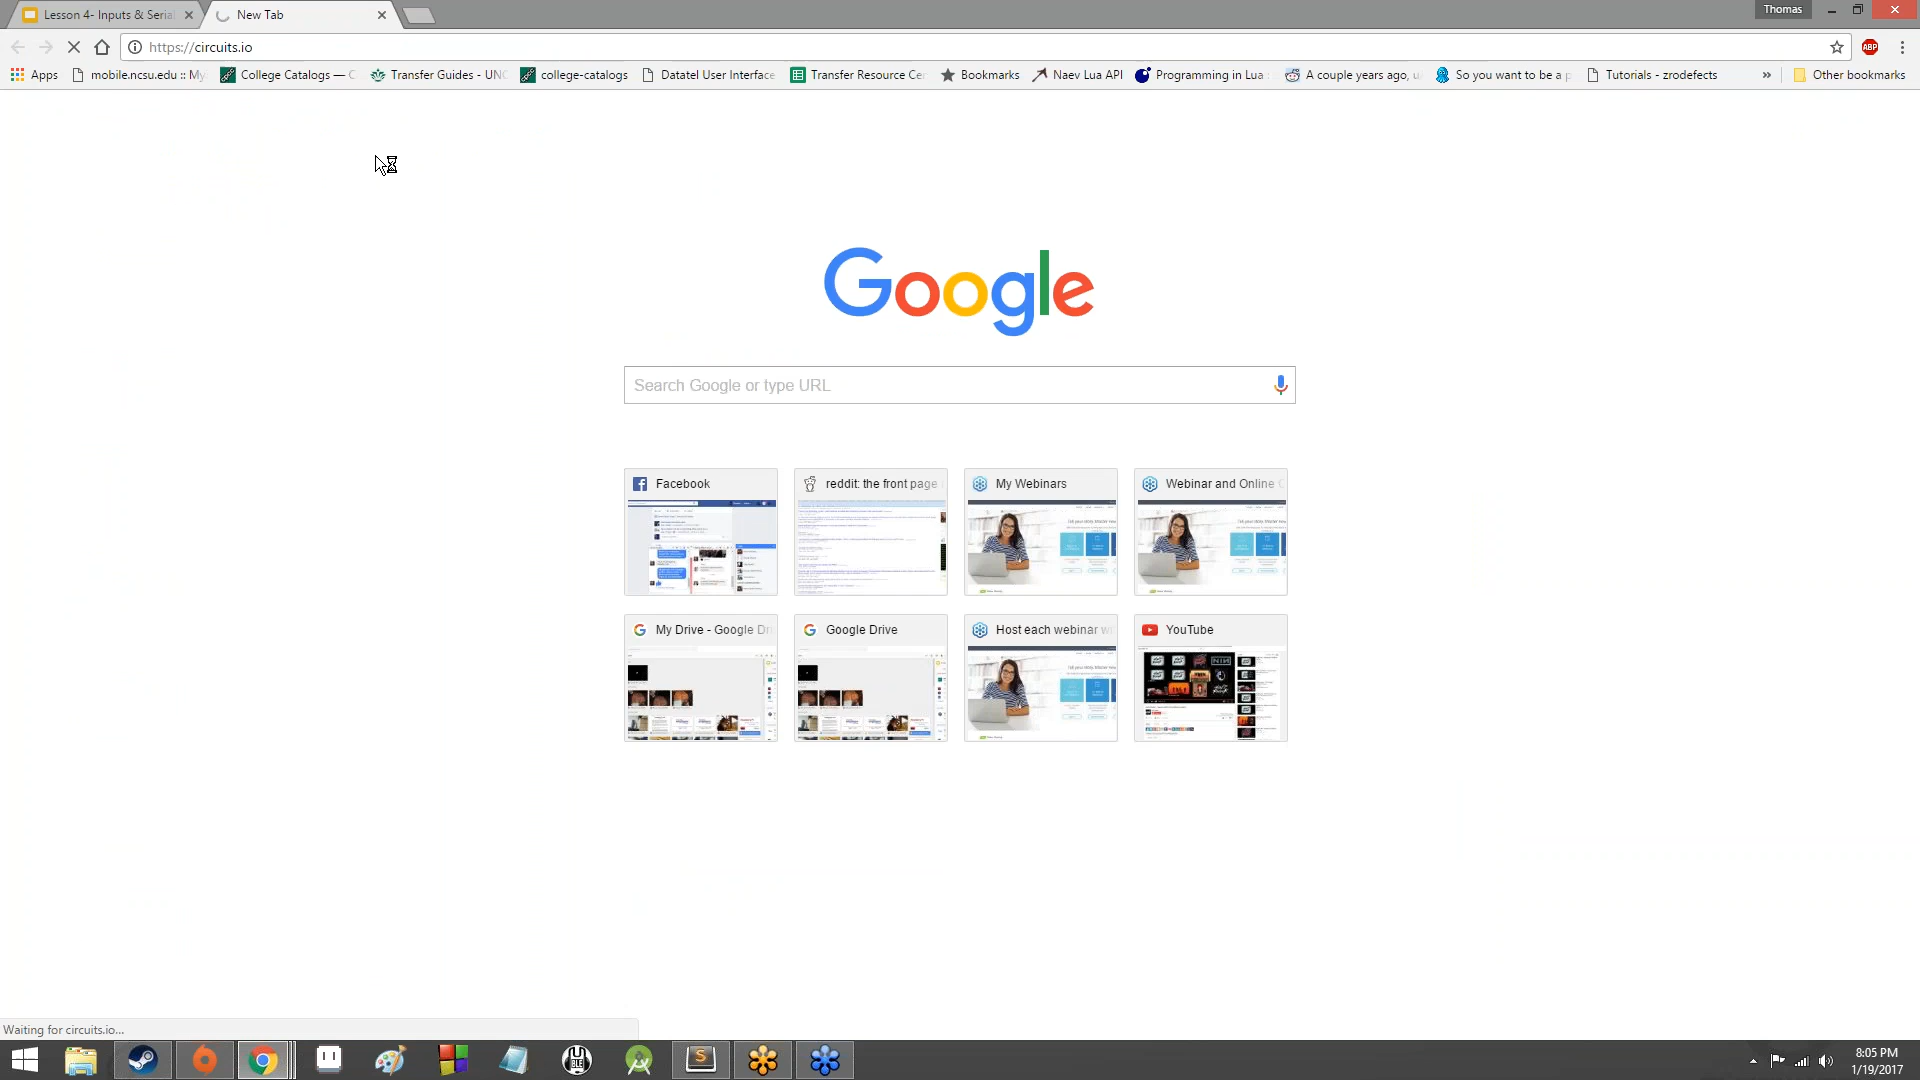 Lesson 4- Inputs & Serial
New Tab
Thomas
https://circuits.io
ABP
Apps
mobile.ncsu.edu :: My
College Catalogs — C
Transfer Guides - UNC
college-catalogs
Datatel User Interface
Transfer Resource Ce
Bookmarks
Naev Lua API
Programming in Lua :
A couple years ago, u
So you want to be a p
Tutorials - zrodefects
»
Other bookmarks
Google
Search Google or type URL
Facebook
reddit: the front page
My Webinars
Webinar and Online C
My Drive - Google Dri
Google Drive
Host each webinar wi
YouTube
Waiting for circuits.io...
8:05 PM
1/19/2017